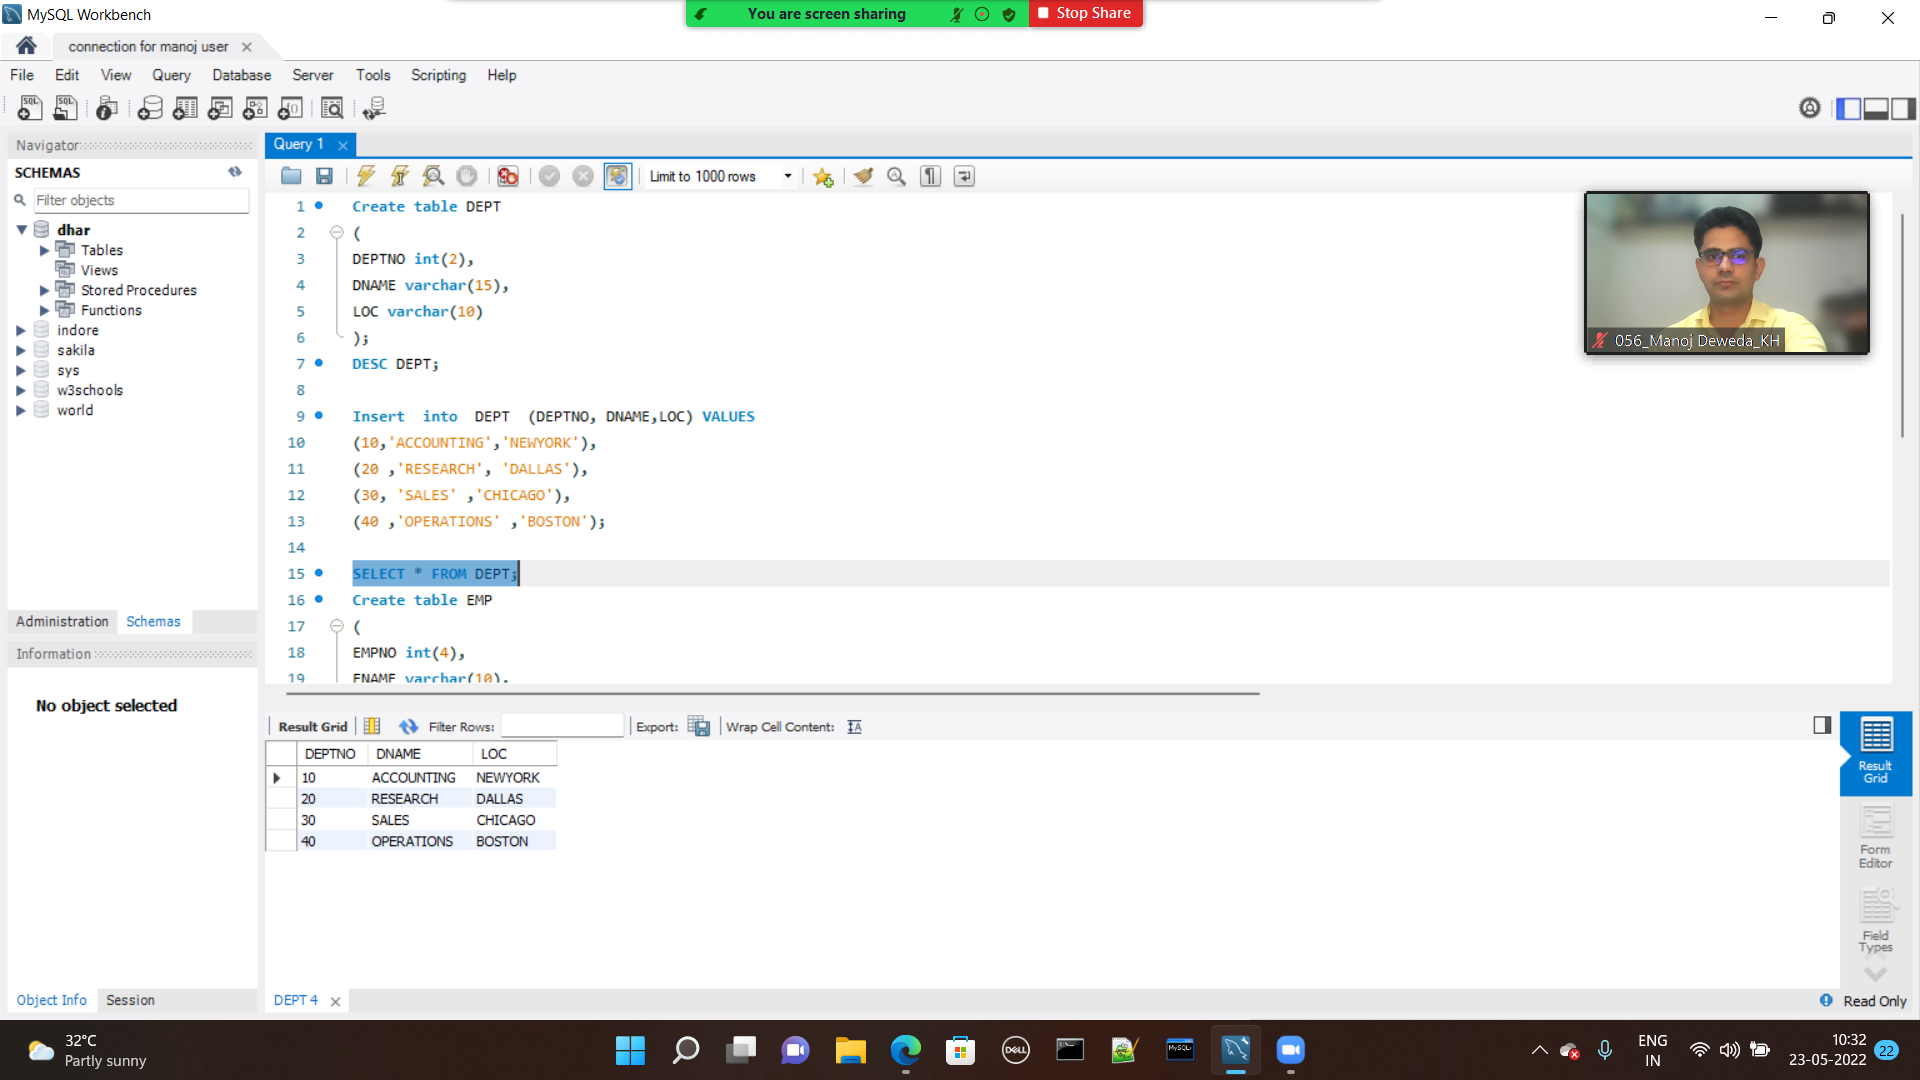 MySQL Workbench
You are screen sharing
Stop Share
connection for manoj user
File Edit View Query Database Server Tools Scripting Help
Navigator
Query 1
SCHEMAS
Limit to 1000 rows
Filter objects
dhar
Tables
Views
Stored Procedures
Functions
indore
sakila
sys
w3schools
world
1 Create table DEPT
2 (
3 DEPTNO int(2),
4 DNAME varchar(15),
5 LOC varchar(10)
6 );
7 DESC DEPT;
8
9 Insert into DEPT (DEPTNO, DNAME,LOC) VALUES
10 (10,'ACCOUNTING','NEWYORK'),
11 (20 ,'RESEARCH', 'DALLAS'),
12 (30, 'SALES' ,'CHICAGO'),
13 (40 ,'OPERATIONS' ,'BOSTON');
14
15 SELECT * FROM DEPT;
16 Create table EMP
17 (
18 EMPNO int(4),
19 ENAME varchar(10),
056_Manoj Deweda_KH
Administration Schemas
Information
No object selected
Object Info Session
Result Grid Filter Rows: Export: Wrap Cell Content:
DEPTNO DNAME LOC
10 ACCOUNTING NEWYORK
20 RESEARCH DALLAS
30 SALES CHICAGO
40 OPERATIONS BOSTON
Result
Grid
Form
Editor
Field
Types
DEPT 4
Read Only
32°C
Partly sunny
DELL
MySQL
ENG
IN
10:32
23-05-2022
22